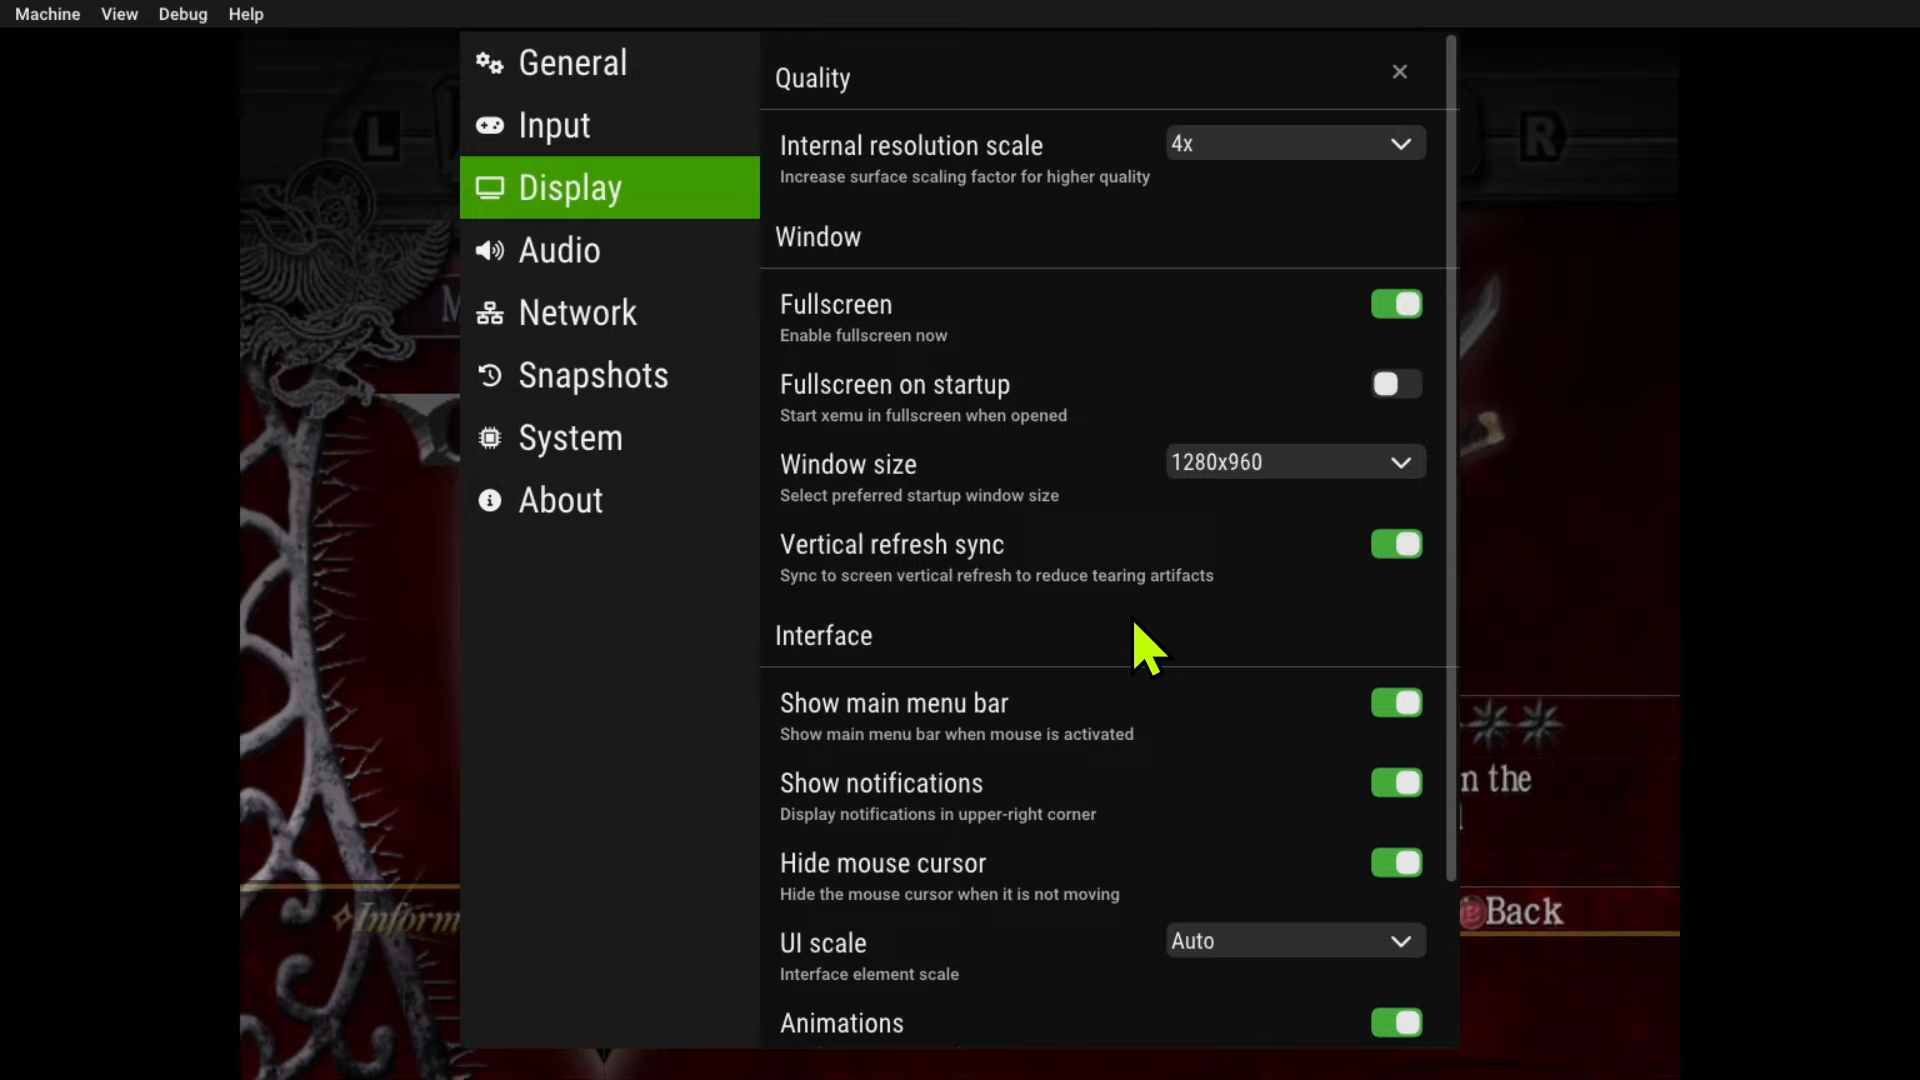 Machine View Debug Help
General
Input
Display
Audio
Network
Snapshots
System
About
Quality
Internal resolution scale
4x
Increase surface scaling factor for higher quality
Window
Fullscreen
Enable fullscreen now
Fullscreen on startup
Start xemu in fullscreen when opened
Window size
1280x960
Select preferred startup window size
Vertical refresh sync
Sync to screen vertical refresh to reduce tearing artifacts
Interface
Show main menu bar
Show main menu bar when mouse is activated
Show notifications
Display notifications in upper-right corner
Hide mouse cursor
Hide the mouse cursor when it is not moving
UI scale
Auto
Interface element scale
Animations
L
M
R
n the
Inform
Back